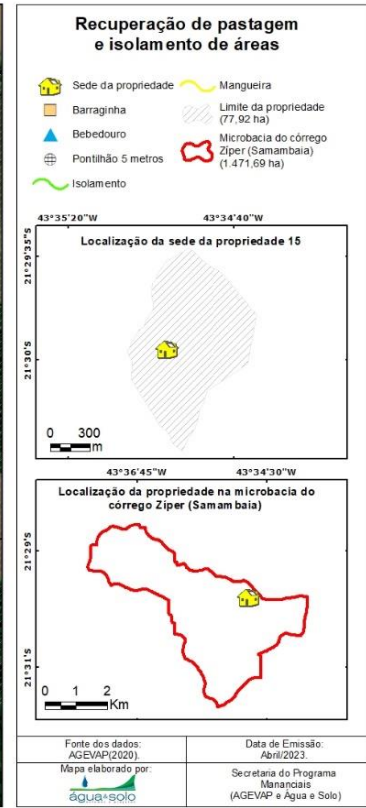 Recuperação de pastagem
e isolamento de áreas
Sede da propriedade
Mangueira
Barraginha
Limite da propriedade
(77,92 ha)
Bebedouro
Microbacia do córrego
Zíper (Samambaia)
(1.471,69 ha)
Pontilhão 5 metros
Isolamento
43°35'20"W
43°34'40"W
21°29'35"S
Localização da sede da propriedade 15
21°30'S
0 300
m
43°36'45"W
43°34'30"W
Localização da propriedade na microbacia do
córrego Zíper (Samambaia)
21°29'S
21°31'S
0 1 2
Km
Fonte dos dados:
AGEVAP(2020).
Data de Emissão:
Abril/2023.
Mapa elaborado por:
água&solo
Secretaria do Programa
Mananciais
(AGEVAP e Água e Solo)